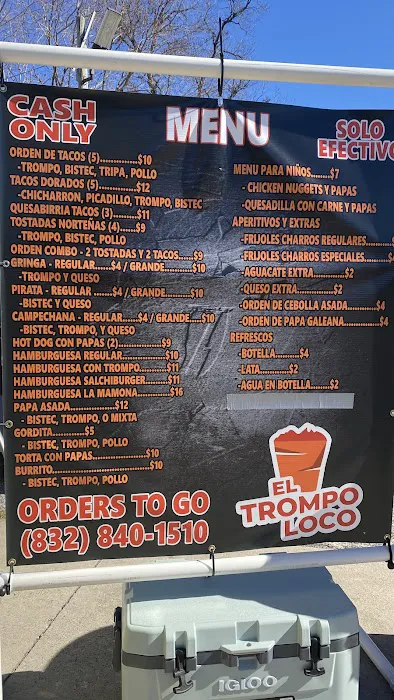 CASH ONLY
MENU
SOLO EFECTIVO
ORDEN DE TACOS (5)..............$10
-TROMPO, BISTEC, TRIPA, POLLO
TACOS DORADOS (5)..............$12
-CHICHARRON, PICADILLO, TROMPO, BISTEC
QUESABIRRIA TACOS (3).........$11
TOSTADAS NORTEÑAS (4).........$9
-TROMPO, BISTEC, POLLO
ORDEN COMBO - 2 TOSTADAS Y 2 TACOS.....$9
GRINGA - REGULAR......$4 / GRANDE..........$10
-TROMPO Y QUESO
PIRATA - REGULAR ......$4 / GRANDE.........$10
-BISTEC Y QUESO
CAMPECHANA - REGULAR.....$4 / GRANDE.....$10
-BISTEC, TROMPO, Y QUESO
HOT DOG CON PAPAS (2)...............$9
HAMBURGUESA REGULAR...............$10
HAMBURGUESA CON TROMPO.........$11
HAMBURGUESA SALCHIBURGER........$11
HAMBURGUESA LA MAMONA..........$16
PAPA ASADA................$12
- BISTEC, TROMPO, O MIXTA
GORDITA..........$5
- BISTEC, TROMPO, POLLO
TORTA CON PAPAS....................$10
BURRITO..................................$10
- BISTEC, TROMPO, POLLO
MENU PARA NIÑOS.........$7
- CHICKEN NUGGETS Y PAPAS
-QUESADILLA CON CARNE Y PAPAS
APERITIVOS Y EXTRAS
-FRIJOLES CHARROS REGULARES.........
-FRIJOLES CHARROS ESPECIALES.........$
-AGUACATE EXTRA...........$2
-QUESO EXTRA...............$2
-ORDEN DE CEBOLLA ASADA........$4
-ORDEN DE PAPA GALEANA.........$4
REFRESCOS
-BOTELLA........$4
-LATA..........$2
-AGUA EN BOTELLA.......$2
ORDERS TO GO
(832) 840-1510
EL
TROMPO
LOCO
IGLOO